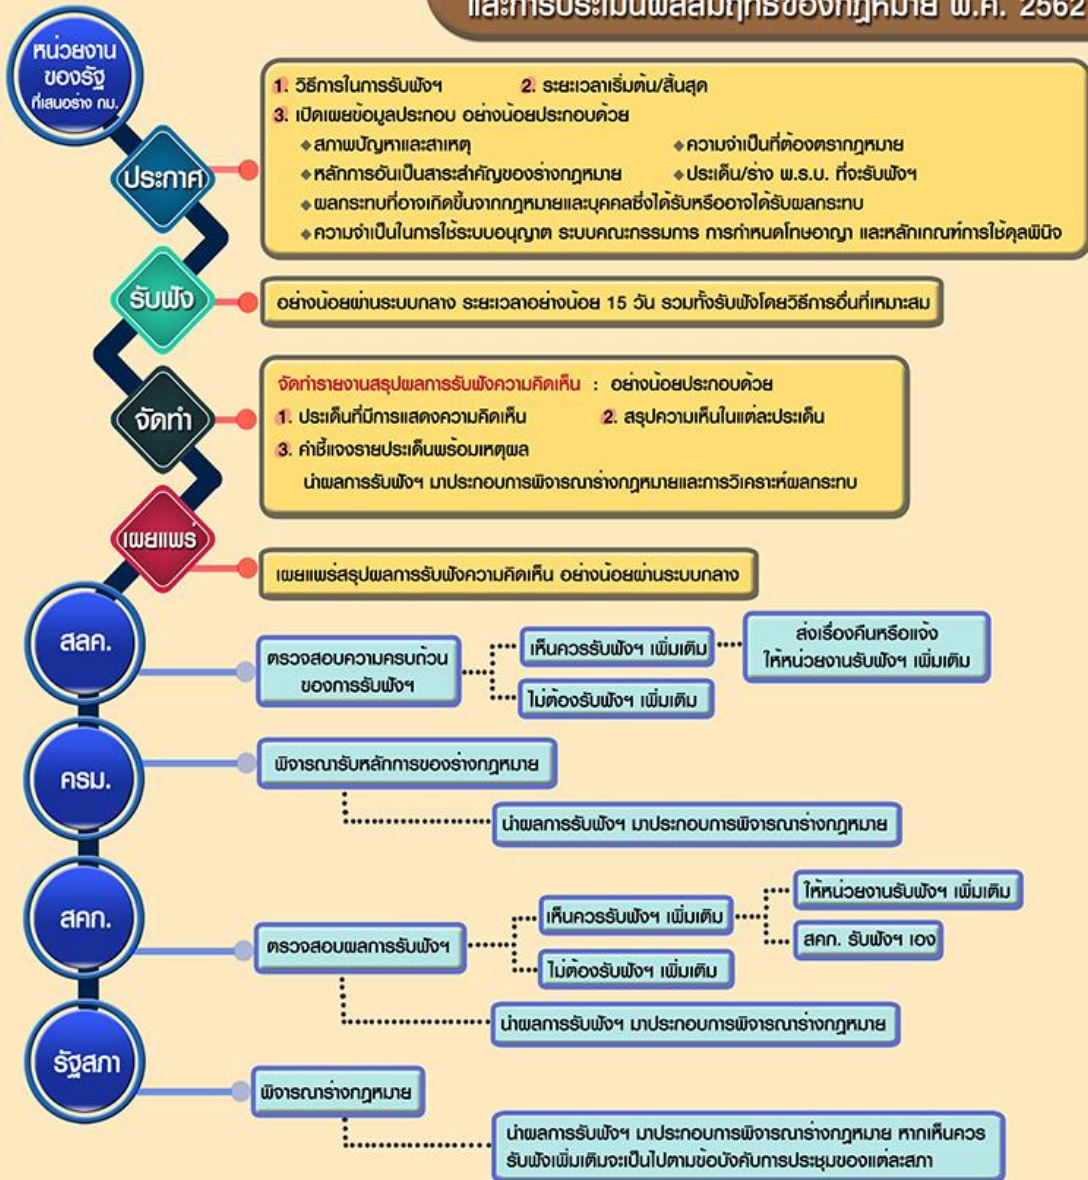 และการประเมินผลสัมฤทธิ์ของกฎหมาย พ.ศ. 2562
หน่วยงาน
ของรัฐ
ที่เสนอร่าง กม.
ประกาศ
1. วิธีการในการรับฟังฯ 2. ระยะเวลาเริ่มต้น/สิ้นสุด
3. เปิดเผยข้อมูลประกอบ อย่างน้อยประกอบด้วย
◆สภาพปัญหาและสาเหตุ ◆ความจำเป็นที่ต้องตรากฎหมาย
◆หลักการอันเป็นสาระสำคัญของร่างกฎหมาย ◆ประเด็น/ร่าง พ.ร.บ. ที่จะรับฟังฯ
◆ผลกระทบที่อาจเกิดขึ้นจากกฎหมายและบุคคลซึ่งได้รับหรืออาจได้รับผลกระทบ
◆ความจำเป็นในการใช้ระบบอนุญาต ระบบคณะกรรมการ การกำหนดโทษอาญา และหลักเกณฑ์การใช้ดุลพินิจ
รับฟัง
อย่างน้อยผ่านระบบกลาง ระยะเวลาอย่างน้อย 15 วัน รวมทั้งรับฟังโดยวิธีการอื่นที่เหมาะสม
จัดทำ
จัดทำรายงานสรุปผลการรับฟังความคิดเห็น : อย่างน้อยประกอบด้วย
1. ประเด็นที่มีการแสดงความคิดเห็น 2. สรุปความเห็นในแต่ละประเด็น
3. คำชี้แจงรายประเด็นพร้อมเหตุผล
นำผลการรับฟังฯ มาประกอบการพิจารณาร่างกฎหมายและการวิเคราะห์ผลกระทบ
เผยแพร่
เผยแพร่สรุปผลการรับฟังความคิดเห็น อย่างน้อยผ่านระบบกลาง
สลค.
ตรวจสอบความครบถ้วน
ของการรับฟังฯ
เห็นควรรับฟังฯ เพิ่มเติม
ส่งเรื่องคืนหรือแจ้ง
ให้หน่วยงานรับฟังฯ เพิ่มเติม
ไม่ต้องรับฟังฯ เพิ่มเติม
ครม.
พิจารณารับหลักการของร่างกฎหมาย
นำผลการรับฟังฯ มาประกอบการพิจารณาร่างกฎหมาย
สคก.
ตรวจสอบผลการรับฟังฯ
เห็นควรรับฟังฯ เพิ่มเติม
ให้หน่วยงานรับฟังฯ เพิ่มเติม
สคก. รับฟังฯ เอง
ไม่ต้องรับฟังฯ เพิ่มเติม
นำผลการรับฟังฯ มาประกอบการพิจารณาร่างกฎหมาย
รัฐสภา
พิจารณาร่างกฎหมาย
นำผลการรับฟังฯ มาประกอบการพิจารณาร่างกฎหมาย หากเห็นควร
รับฟังเพิ่มเติมจะเป็นไปตามข้อบังคับการประชุมของแต่ละสภา